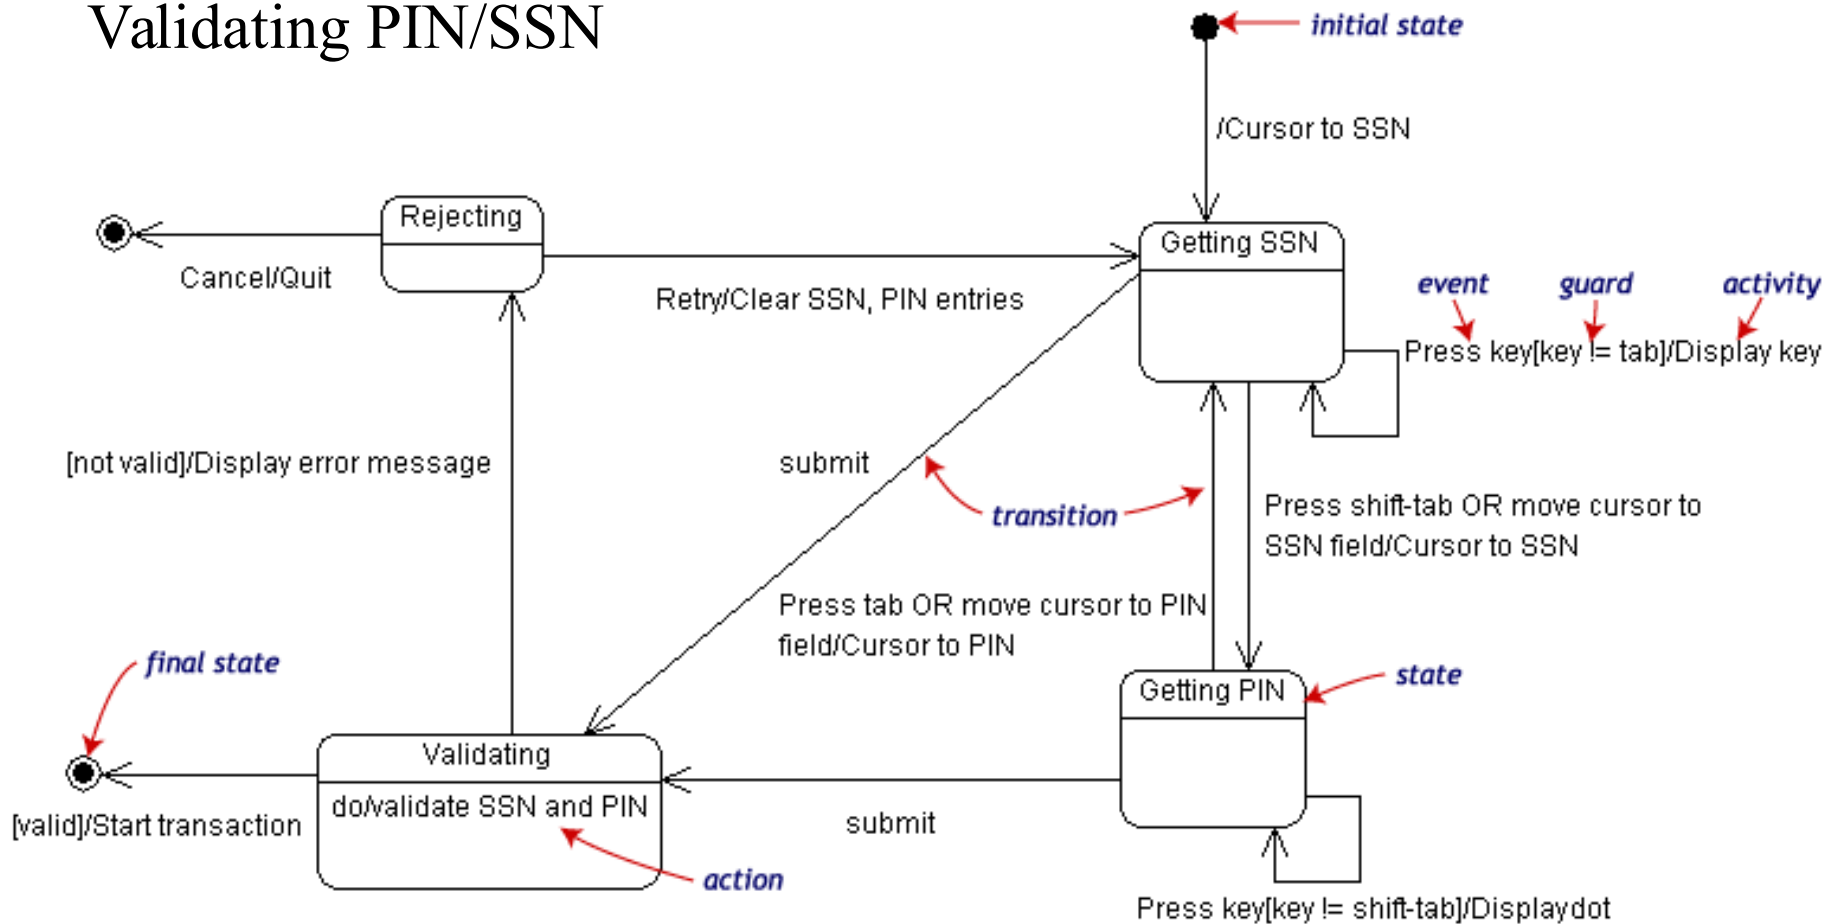 Validating PIN/SSN
initial state
/Cursor to SSN
Rejecting
Getting SSN
Cancel/Quit
Retry/Clear SSN, PIN entries
event
guard
activity
Press key[key != tab]/Display key
[not valid]/Display error message
submit
transition
Press shift-tab OR move cursor to
SSN field/Cursor to SSN
Press tab OR move cursor to PIN
field/Cursor to PIN
final state
state
Getting PIN
Validating
do/validate SSN and PIN
[valid]/Start transaction
submit
action
Press key[key != shift-tab]/Displaydot